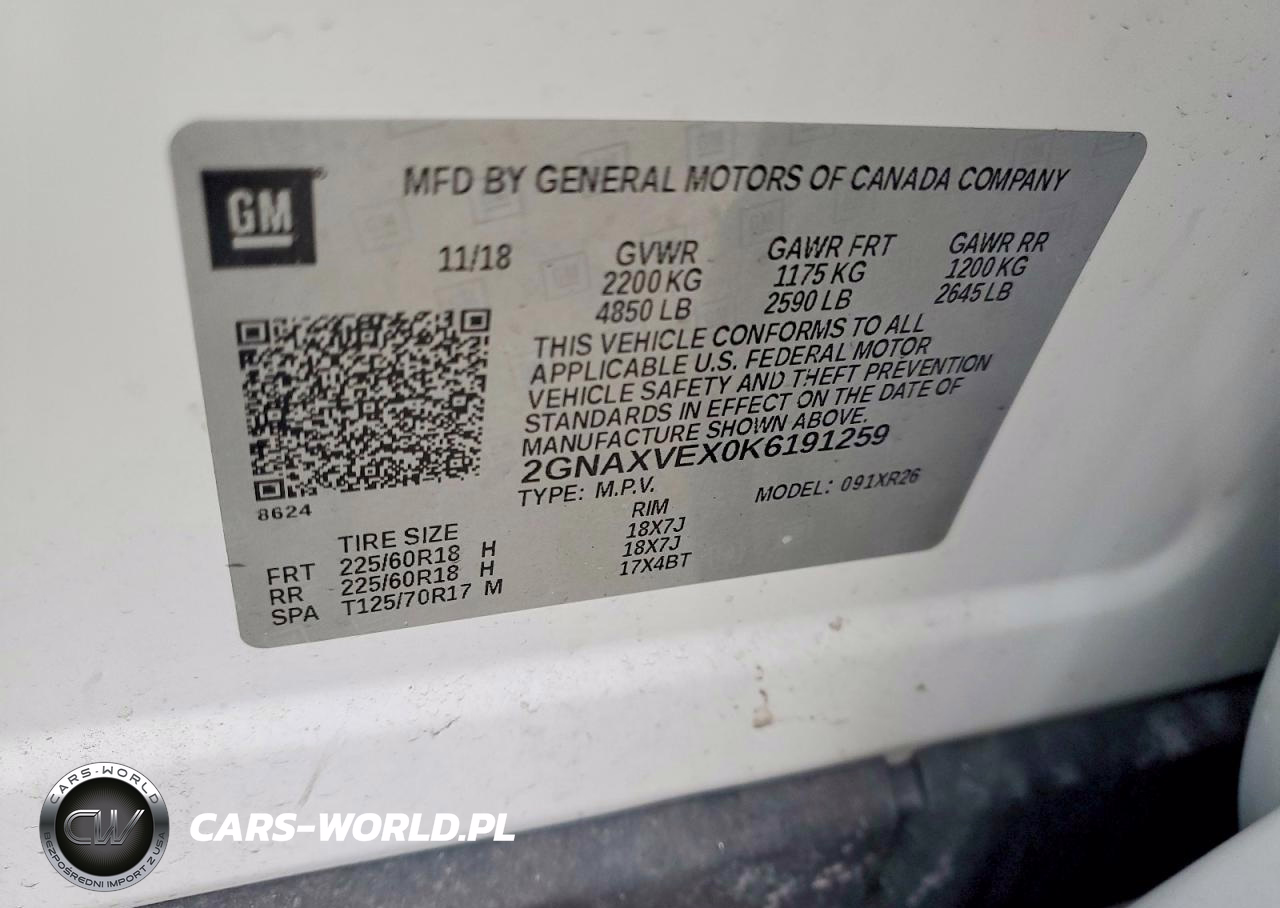 GM
MFD BY GENERAL MOTORS OF CANADA COMPANY
11/18 GVWR GAWR FRT GAWR RR
2200 KG 1175 KG 1200 KG
4850 LB 2590 LB 2645 LB
THIS VEHICLE CONFORMS TO ALL
APPLICABLE U.S. FEDERAL MOTOR
VEHICLE SAFETY AND THEFT PREVENTION
STANDARDS IN EFFECT ON THE DATE OF
MANUFACTURE SHOWN ABOVE.
2GNAXVEX0K6191259
TYPE: M.P.V. MODEL: 091XR26
8624
TIRE SIZE RIM
FRT 225/60R18 H 18X7J
RR 225/60R18 H 18X7J
SPA T125/70R17 M 17X4BT
CARS-WORLD
CW
BEZPOŚREDNI IMPORT Z USA
CARS-WORLD.PL